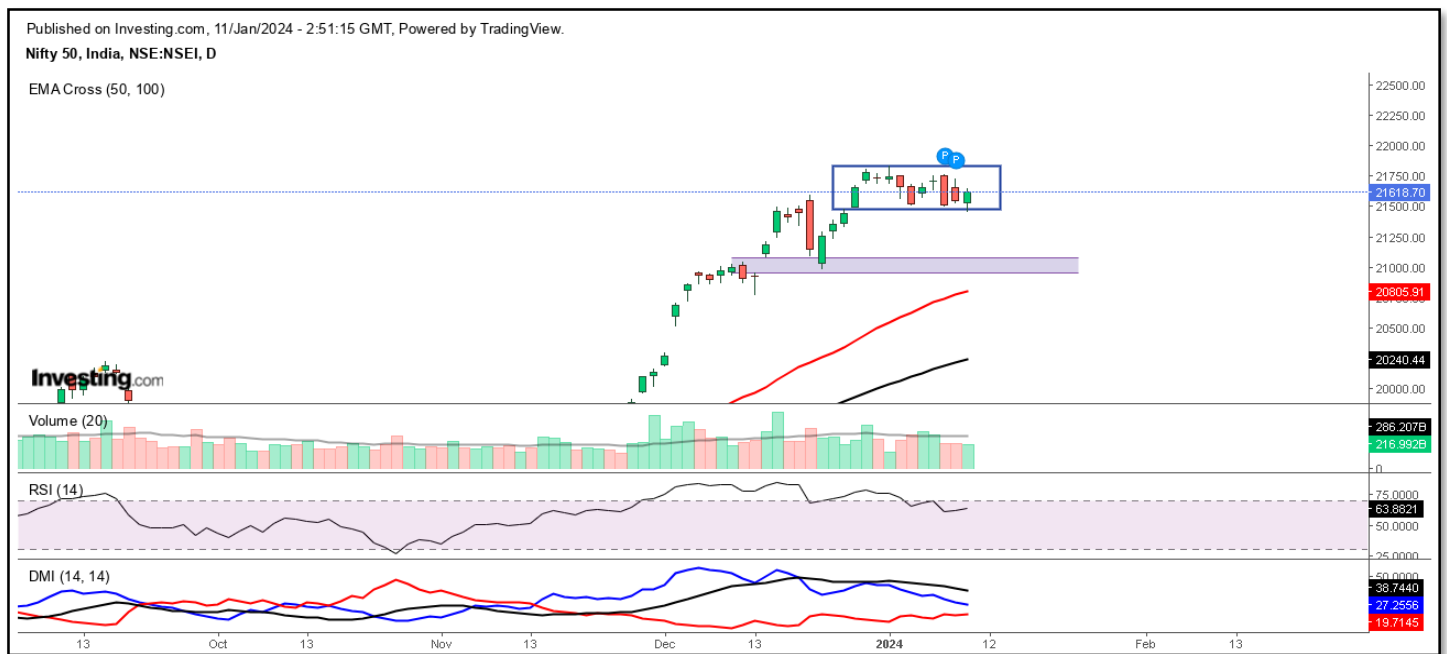 Published on Investing.com, 11/Jan/2024 - 2:51:15 GMT, Powered by TradingView.
Nifty 50, India, NSE:NSEI, D
EMA Cross (50, 100)
22500.00
22250.00
22000.00
P P
21750.00
21618.70
21500.00
21250.00
21000.00
20805.91
20500.00
20240.44
Investing.com
20000.00
Volume (20)
286.207B
216.992B
0
RSI (14)
75.0000
63.8821
50.0000
25.0000
DMI (14, 14)
50.0000
38.7440
27.2556
19.7145
13 Oct 13 Nov 13 Dec 13 2024 12 Feb 13